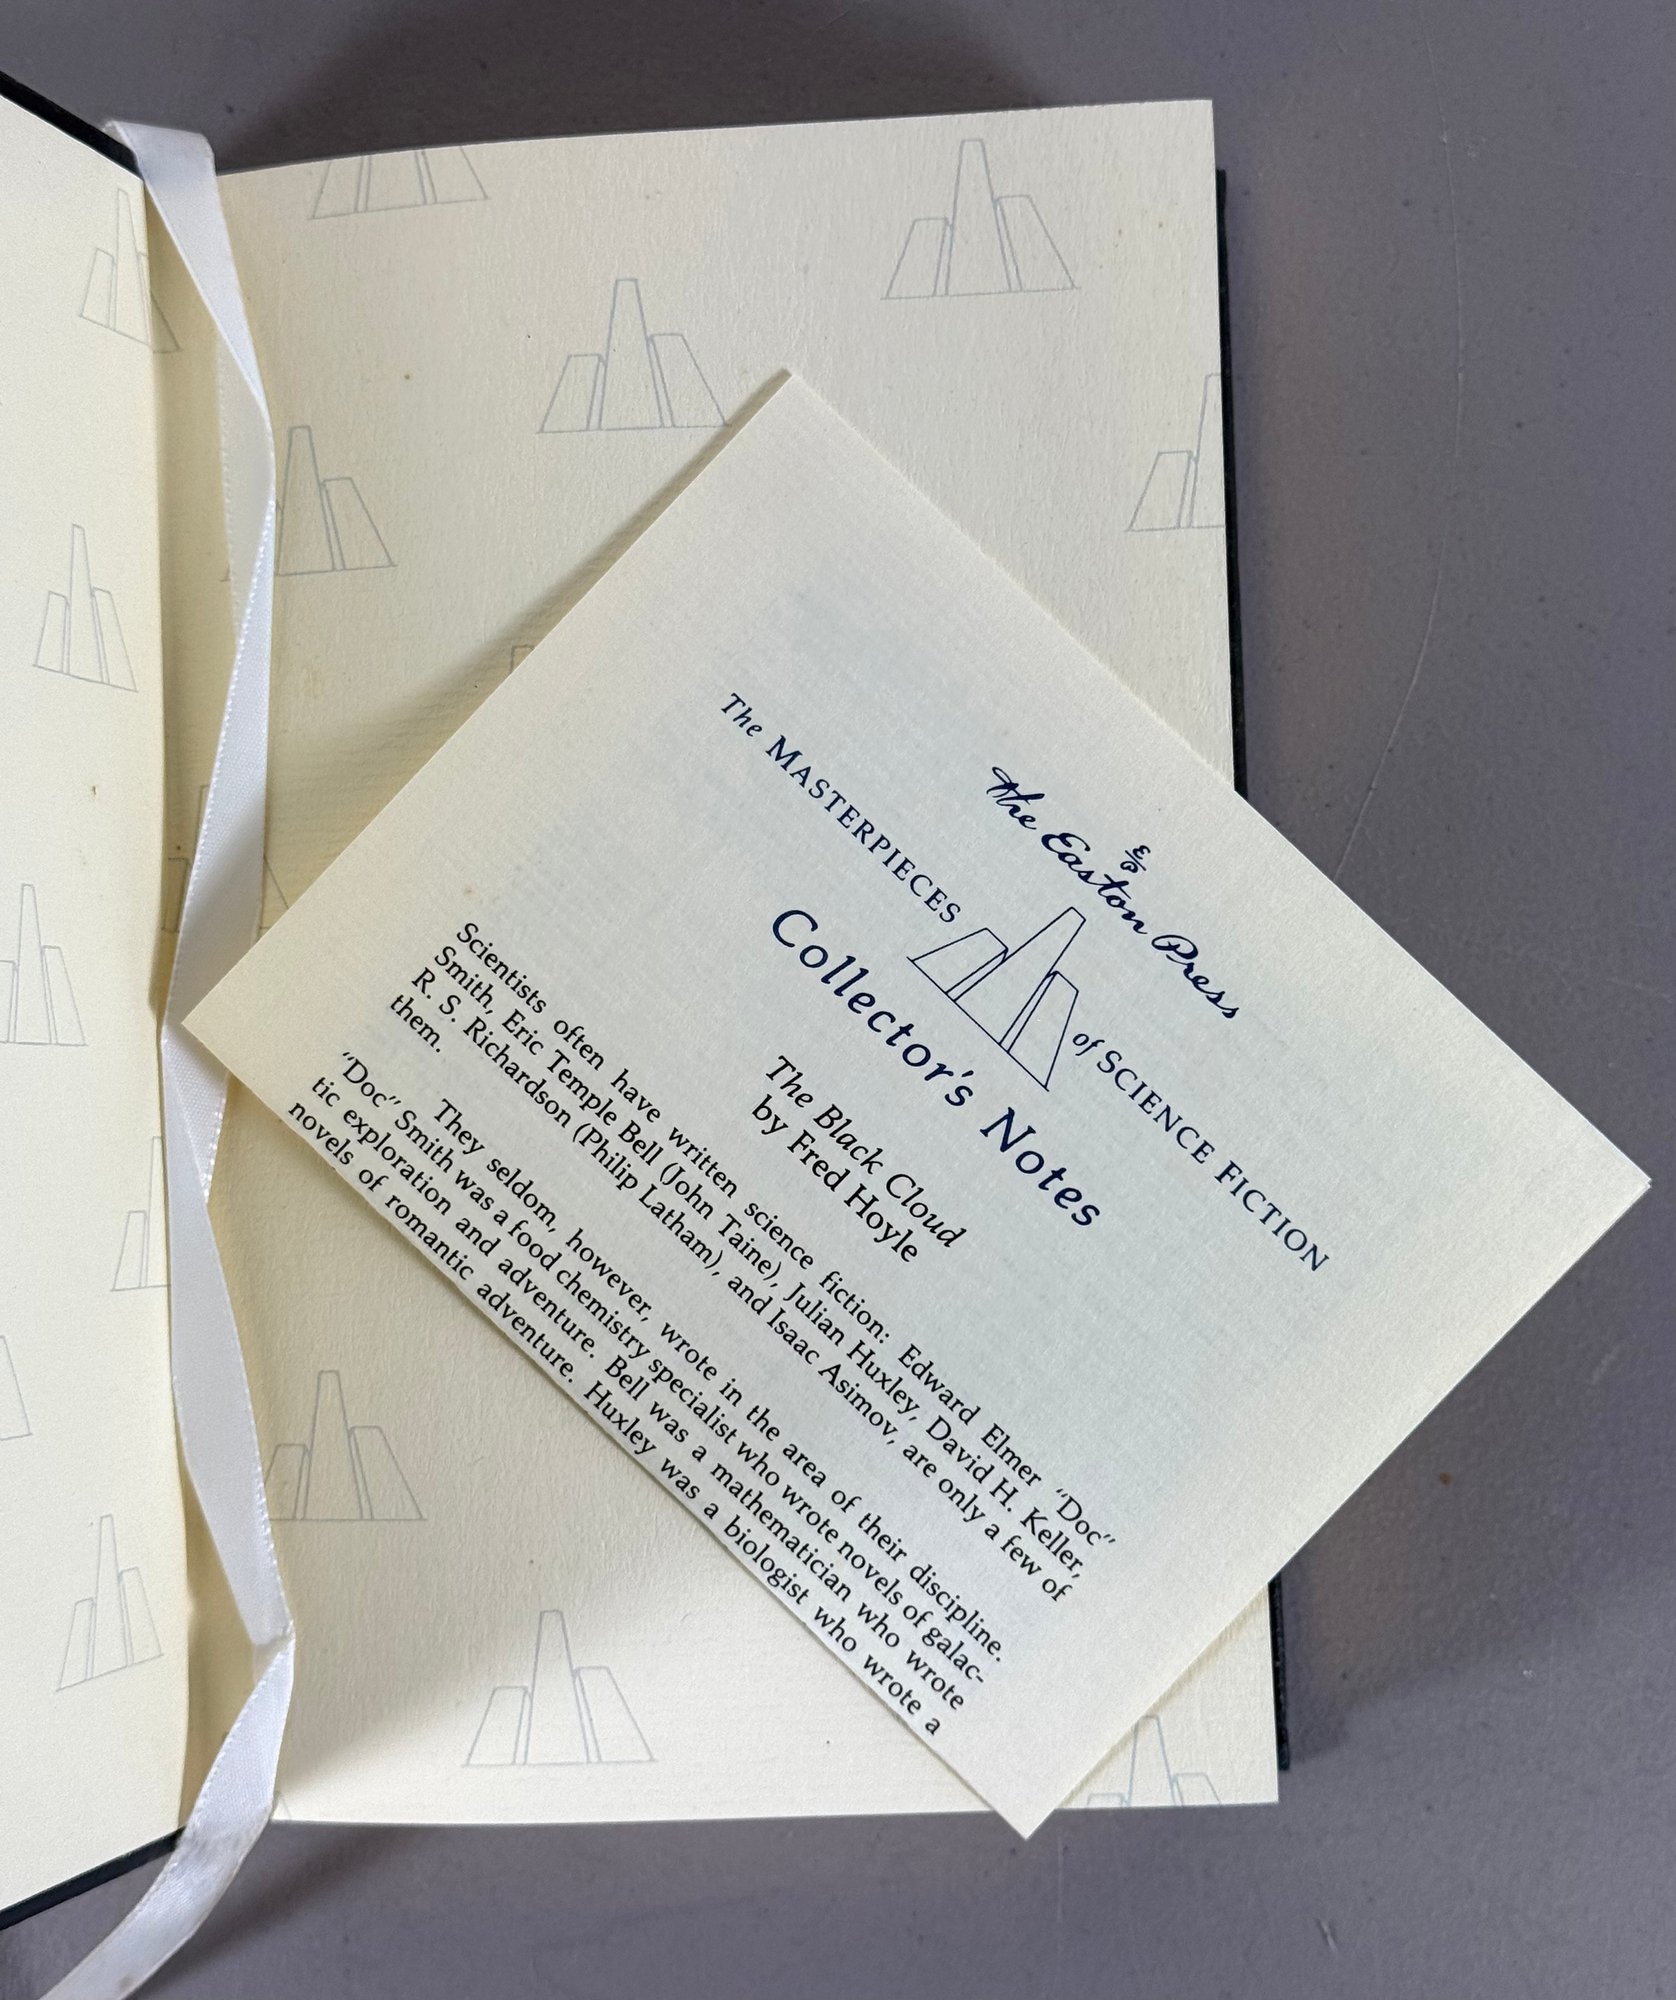 The Easton Press
E/P
The MASTERPIECES of SCIENCE FICTION
Collector's Notes
The Black Cloud
by Fred Hoyle
Scientists often have written science fiction: Edward Elmer "Doc"
Smith, Eric Temple Bell (John Taine), Julian Huxley, David H. Keller,
R. S. Richardson (Philip Latham), and Isaac Asimov, are only a few of
them.
They seldom, however, wrote in the area of their discipline.
"Doc" Smith was a food chemistry specialist who wrote novels of galac-
tic exploration and adventure. Bell was a mathematician who wrote
novels of romantic adventure. Huxley was a biologist who wrote a